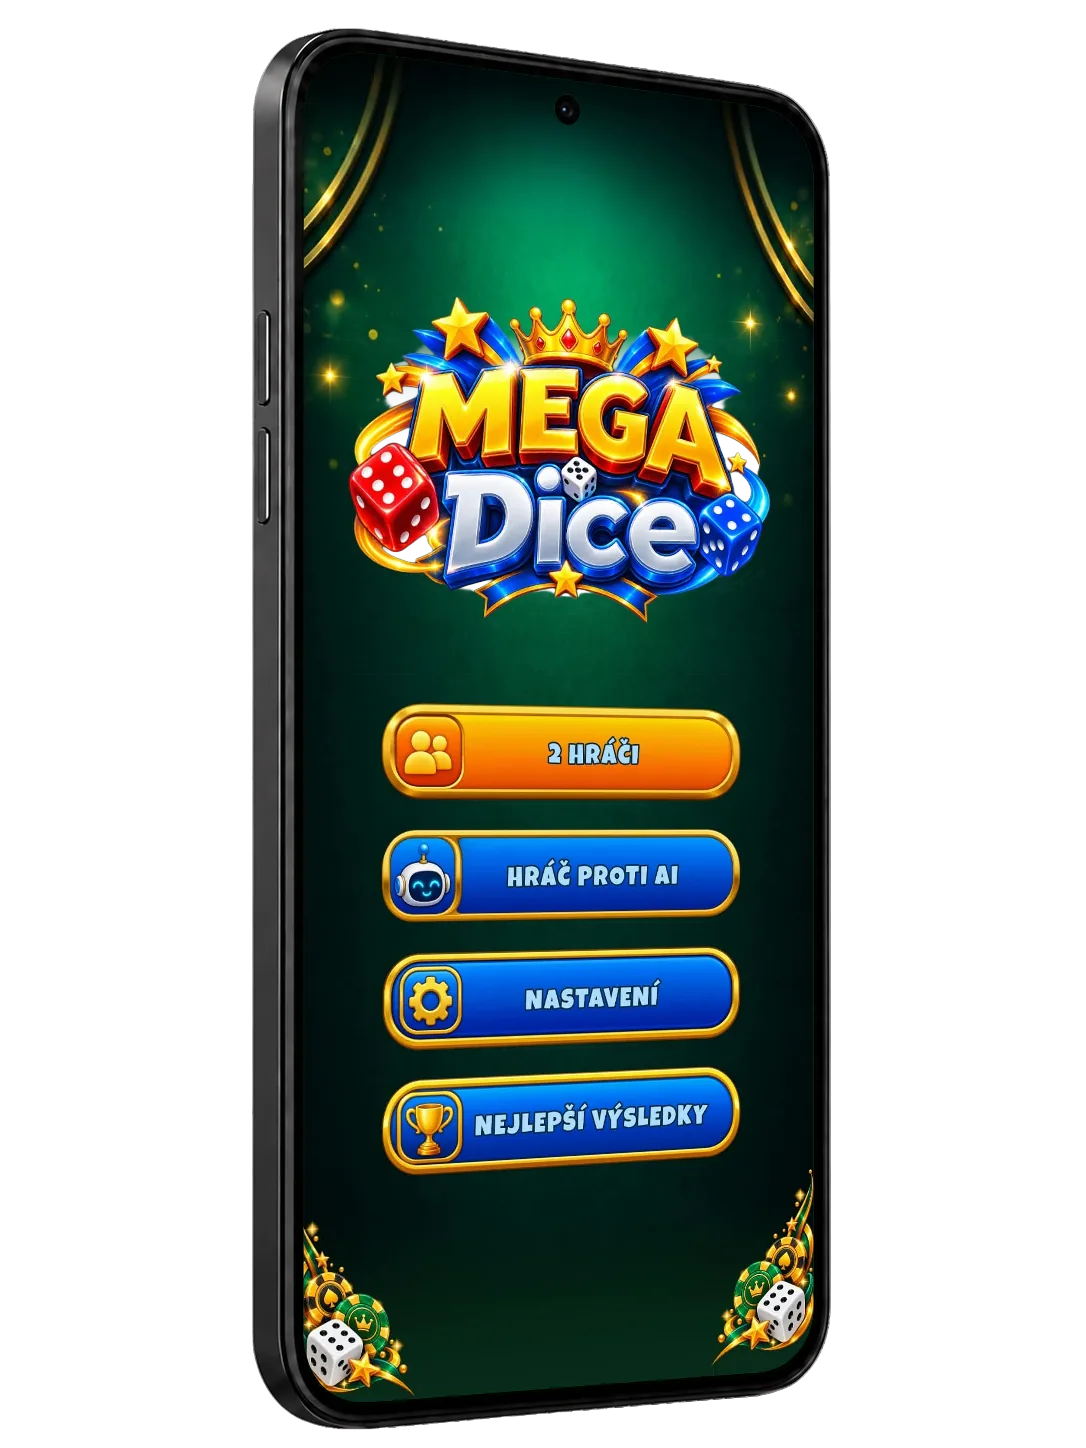 MEGA
Dice
2 HRÁČI
HRÁČ PROTI AI
NASTAVENÍ
NEJLEPŠÍ VÝSLEDKY